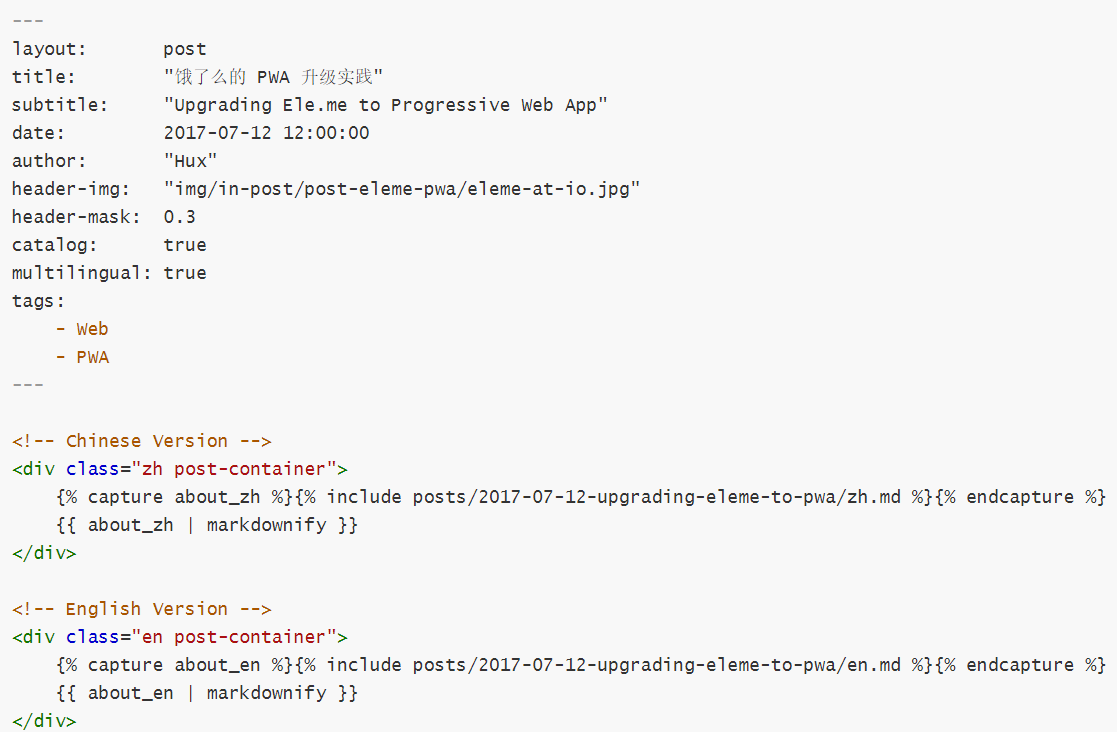 ---
layout:       post
title:        "饿了么的 PWA 升级实践"
subtitle:     "Upgrading Ele.me to Progressive Web App"
date:         2017-07-12 12:00:00
author:       "Hux"
header-img:   "img/in-post/post-eleme-pwa/eleme-at-io.jpg"
header-mask:  0.3
catalog:      true
multilingual: true
tags:
    - Web
    - PWA
---
<!-- Chinese Version -->
<div class="zh post-container">
    {% capture about_zh %}{% include posts/2017-07-12-upgrading-eleme-to-pwa/zh.md %}{% endcapture %}
    {{ about_zh | markdownify }}
</div>
<!-- English Version -->
<div class="en post-container">
    {% capture about_en %}{% include posts/2017-07-12-upgrading-eleme-to-pwa/en.md %}{% endcapture %}
    {{ about_en | markdownify }}
</div>